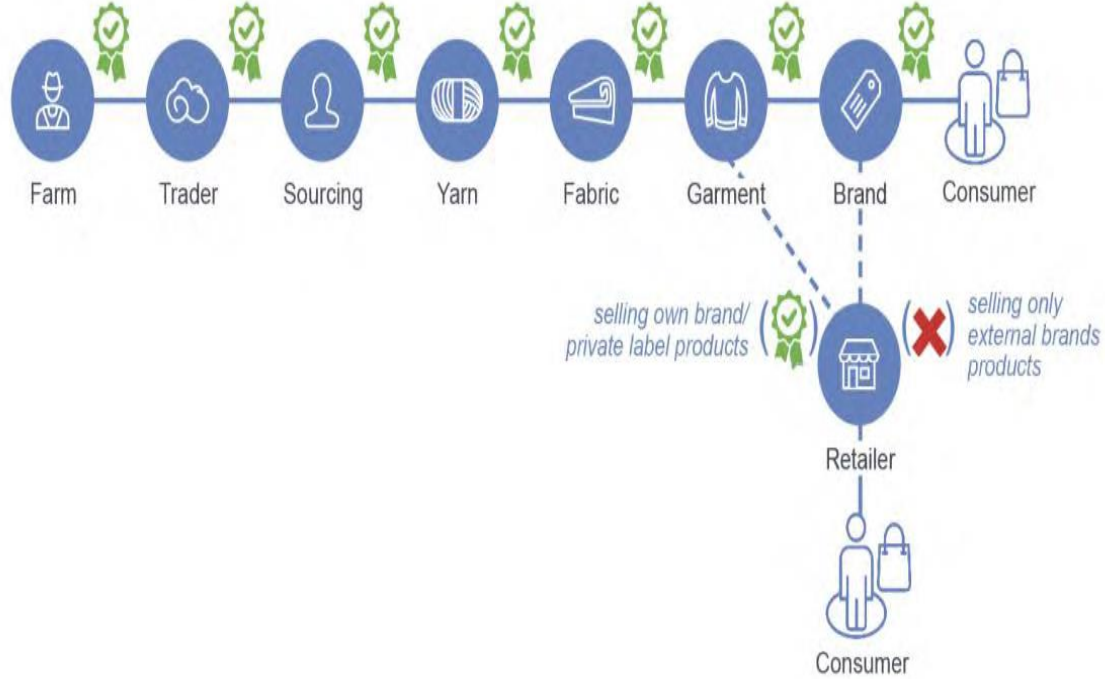 Farm
Trader
Sourcing
Yarn
Fabric
Garment
Brand
Consumer
selling own brand/
private label products
selling only
external brands
products
Retailer
Consumer